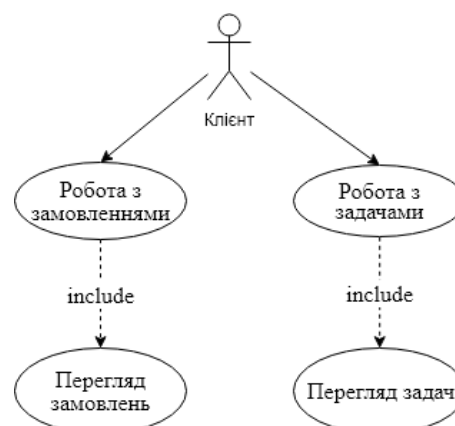 Клієнт
Робота з
замовленнями
Робота з
задачами
include
include
Перегляд
замовлень
Перегляд задач